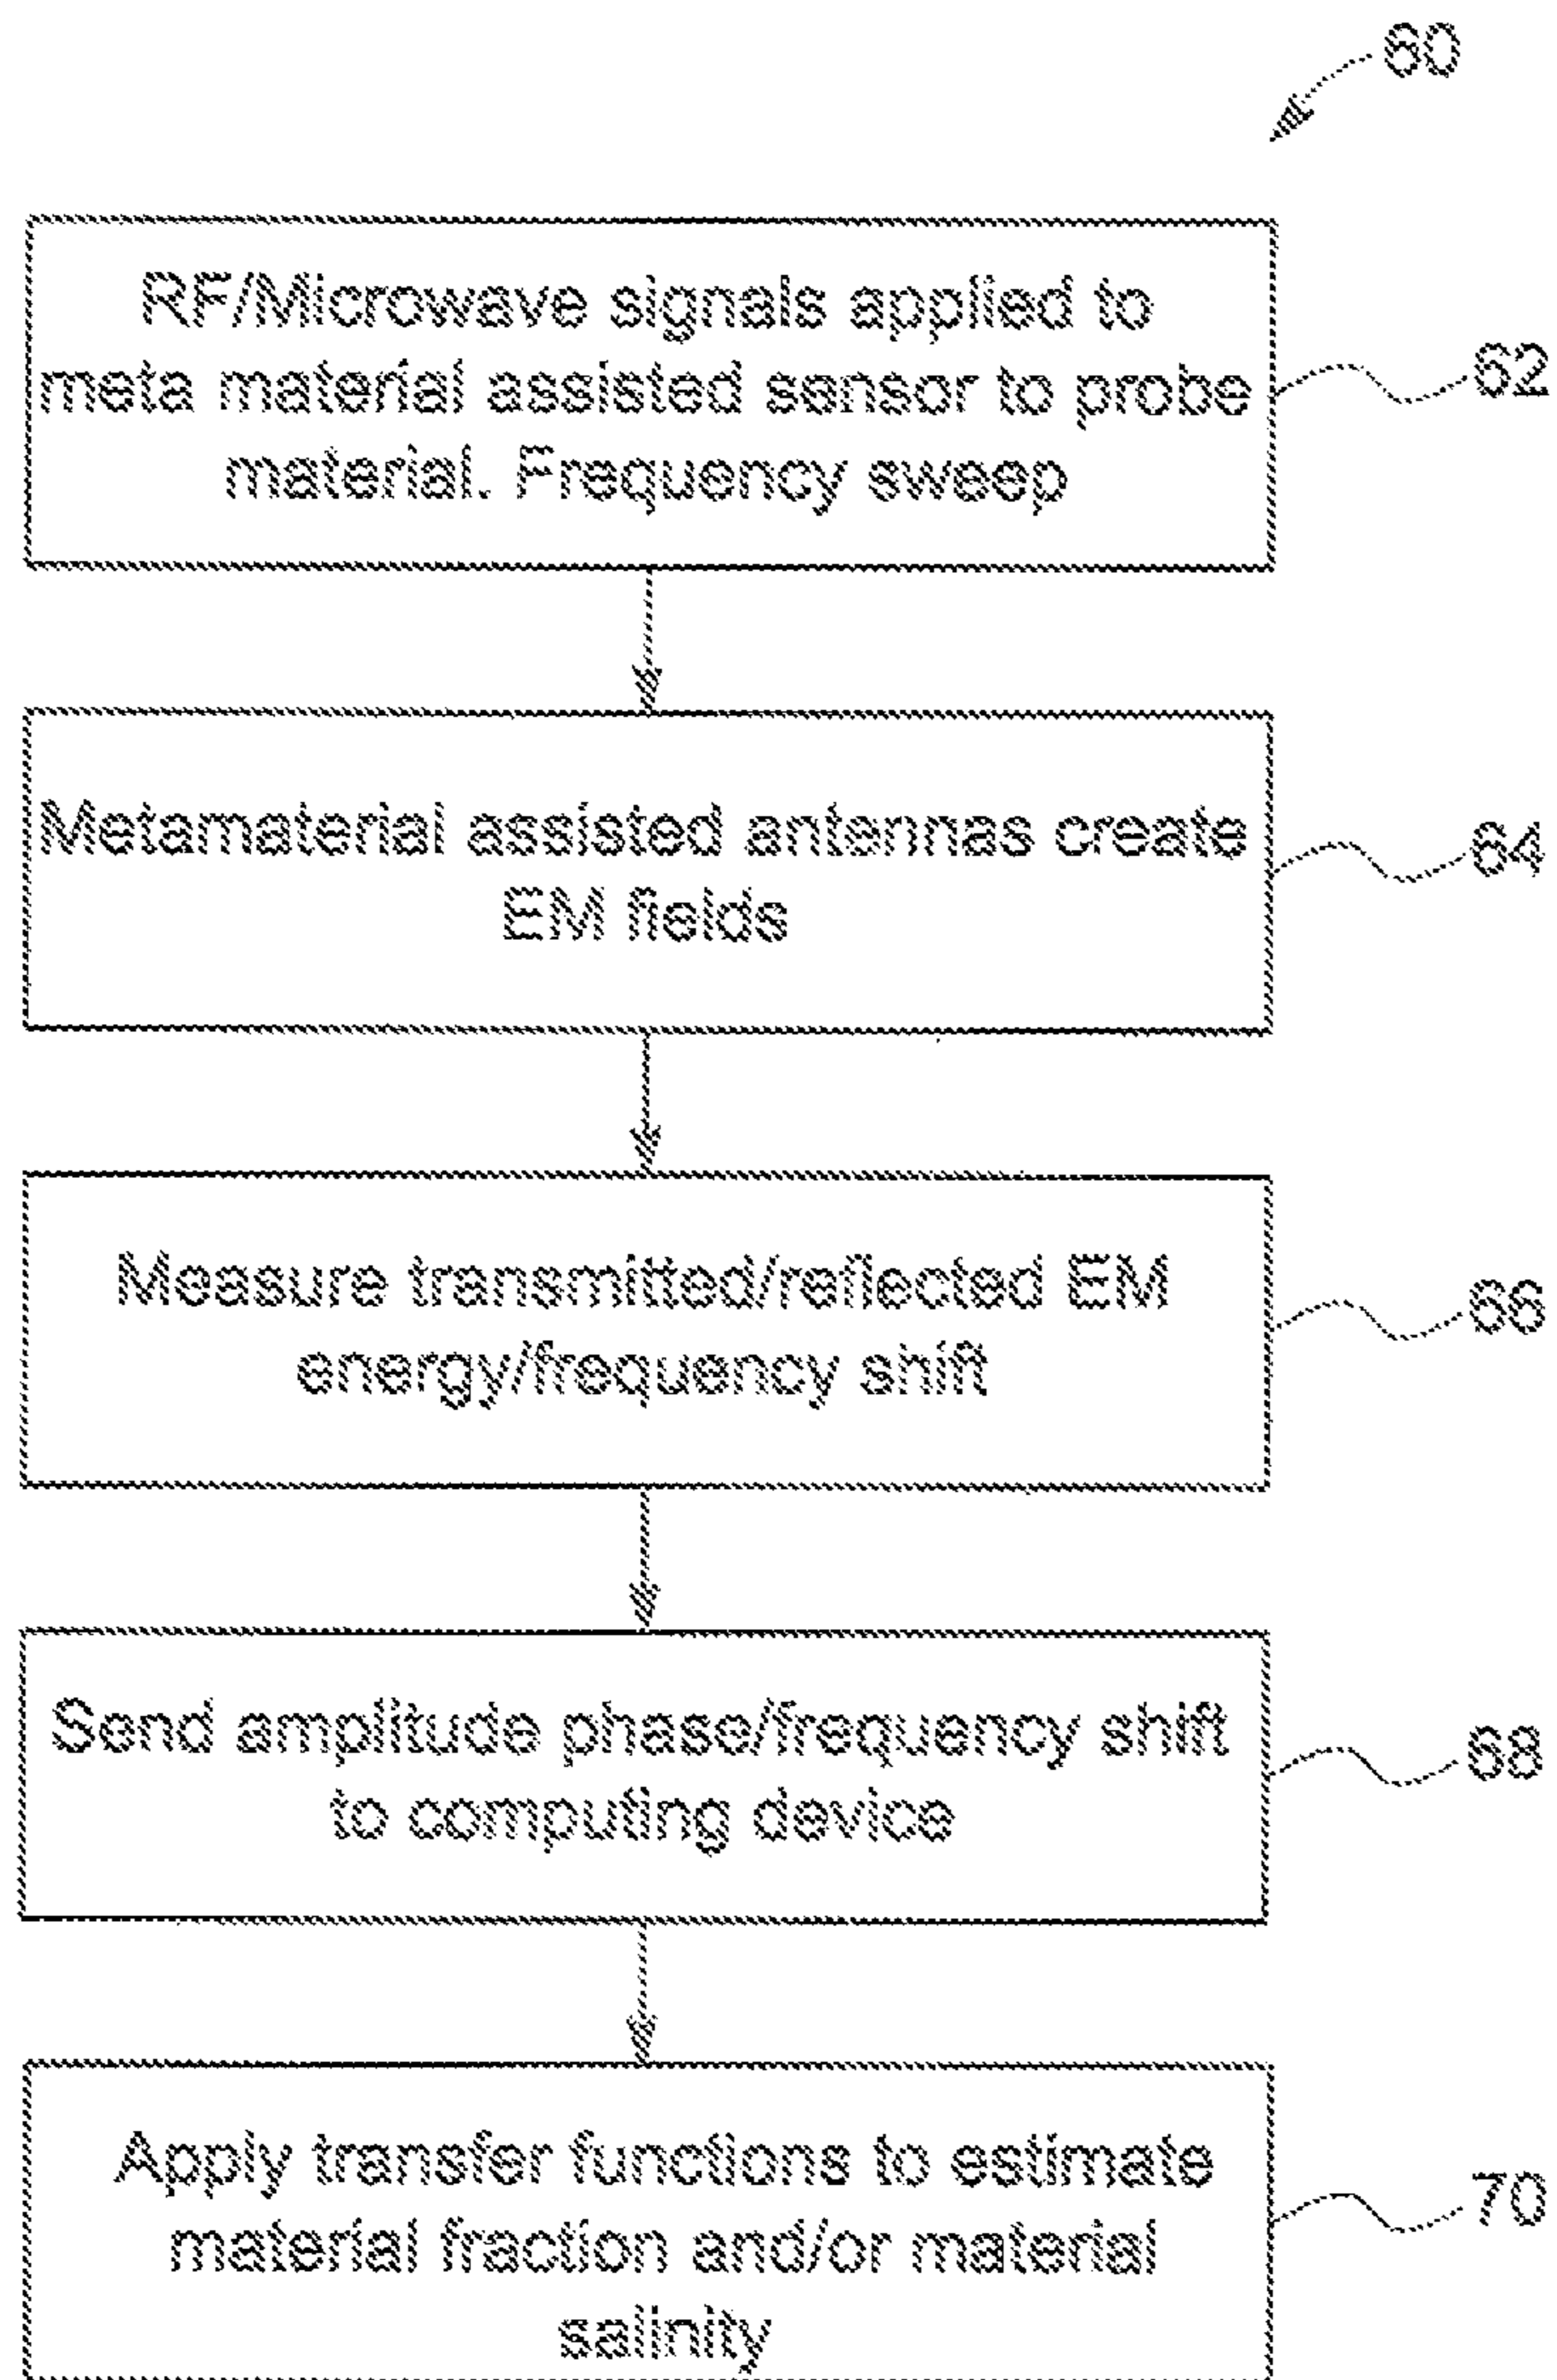 60
RF/Microwave signals applied to
meta material assisted sensor to probe
material. Frequency sweep
62
Metamaterial assisted antennas create
EM fields
64
Measure transmitted/reflected EM
energy/frequency shift
66
Send amplitude phase/frequency shift
to computing device
68
Apply transfer functions to estimate
material fraction and/or material
salinity
70